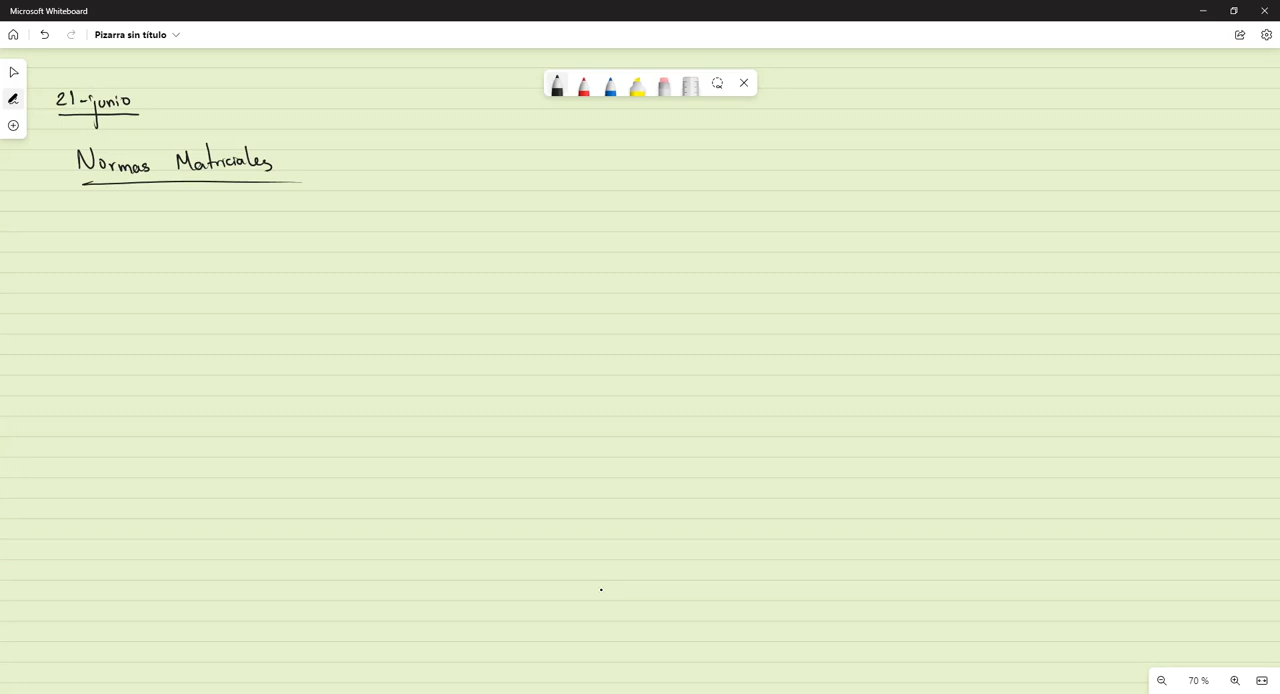 Microsoft Whiteboard
Pizarra sin título
21-junio
Normas Matriciales
70 %